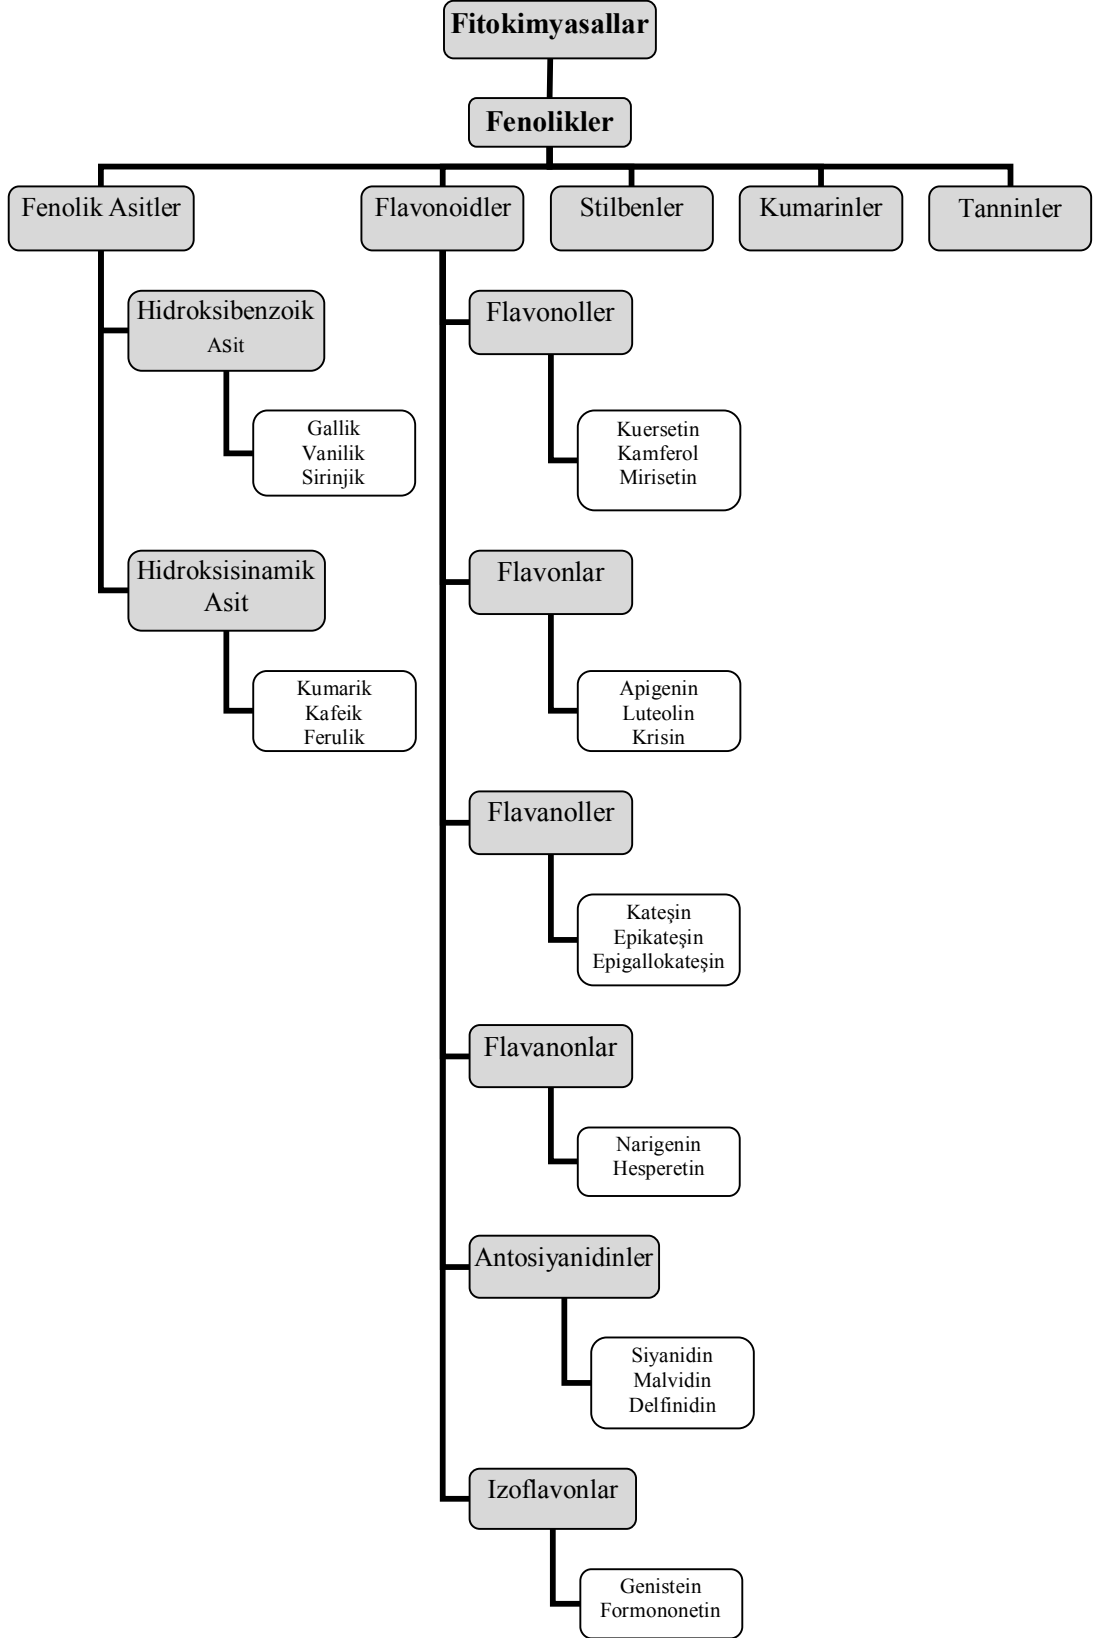 Fitokimyasallar
Fenolikler
Fenolik Asitler
Flavonoidler
Stilbenler
Kumarinler
Tanninler
Hidroksibenzoik
Asit
Gallik
Vanilik
Sirinjik
Hidroksisinamik
Asit
Kumarik
Kafeik
Ferulik
Flavonoller
Kuersetin
Kamferol
Mirisetin
Flavonlar
Apigenin
Luteolin
Krisin
Flavanoller
Kateşin
Epikateşin
Epigallokateşin
Flavanonlar
Narigenin
Hesperetin
Antosiyanidinler
Siyanidin
Malvidin
Delfinidin
Izoflavonlar
Genistein
Formononetin